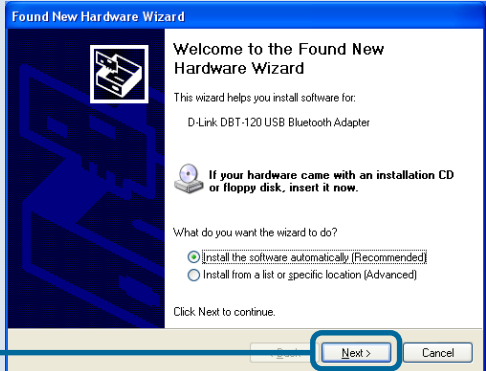 Found New Hardware Wizard
Welcome to the Found New
Hardware Wizard
This wizard helps you install software for:
D-Link DBT-120 USB Bluetooth Adapter
If your hardware came with an installation CD
or floppy disk, insert it now.
What do you want the wizard to do?
Install the software automatically (Recommended)
Install from a list or specific location (Advanced)
Click Next to continue.
Next > Cancel